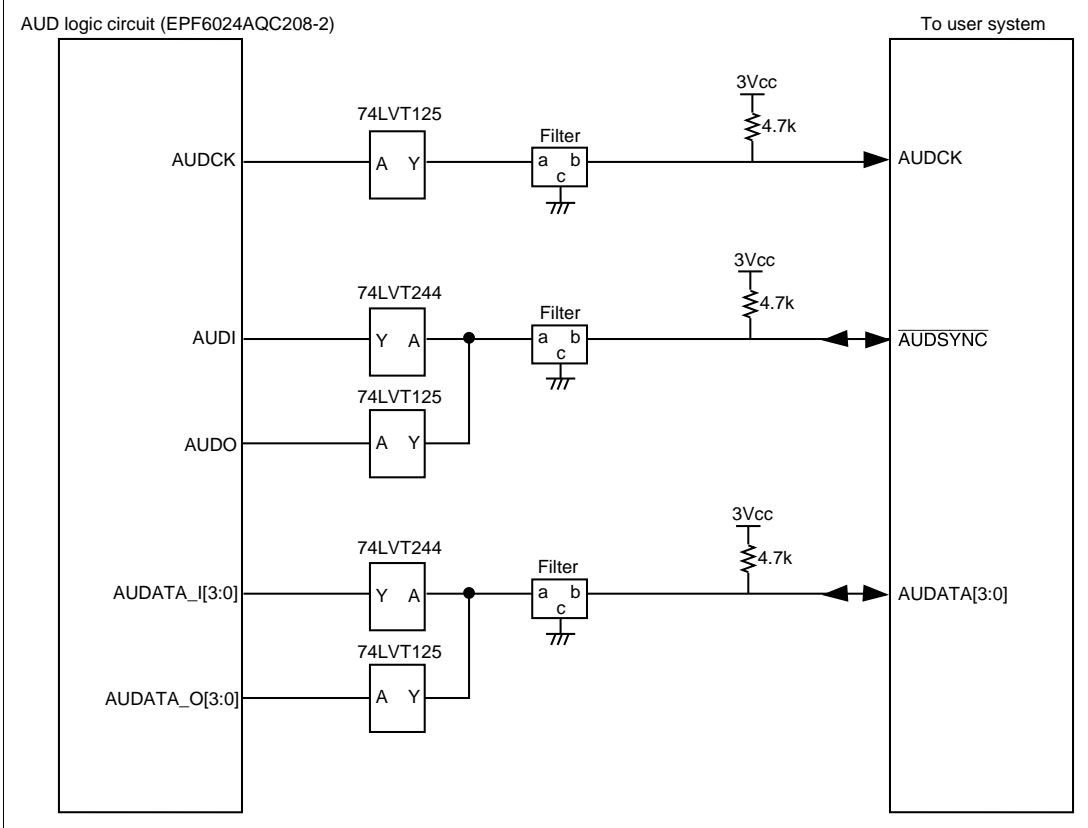 AUD logic circuit (EPF6024AQC208-2)
To user system
3Vcc
4.7k
74LVT125
Filter
AUDCK
A Y
a b
c
AUDCK
3Vcc
4.7k
74LVT244
Filter
AUDI
Y A
a b
c
AUDSYNC
74LVT125
AUDO
A Y
3Vcc
4.7k
74LVT244
Filter
AUDATA_I[3:0]
Y A
a b
c
AUDATA[3:0]
74LVT125
AUDATA_O[3:0]
A Y